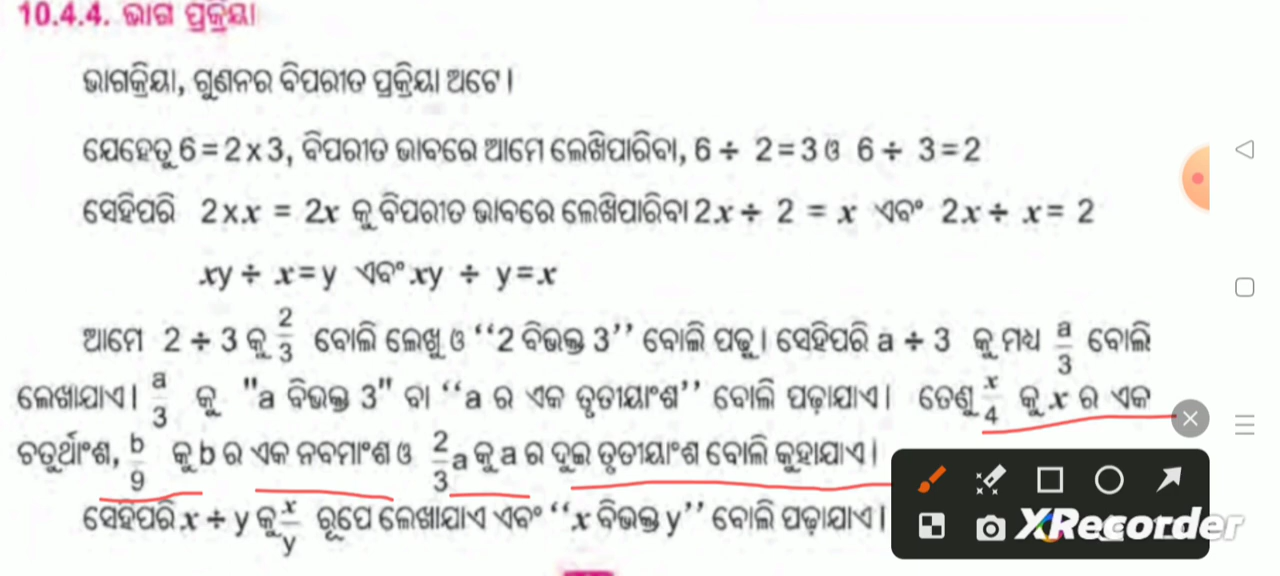 10.4.4. ଭାଗ ପ୍ରକ୍ରିୟା
ଭାଗକ୍ରିୟା, ଗୁଣନର ବିପରୀତ ପ୍ରକ୍ରିୟା ଅଟେ।
ଯେହେତୁ 6 = 2 x 3, ବିପରୀତ ଭାବରେ ଆମେ ଲେଖିପାରିବା, 6 ÷ 2 = 3 ଓ 6 ÷ 3 = 2
ସେହିପରି 2 x x = 2x କୁ ବିପରୀତ ଭାବରେ ଲେଖିପାରିବା 2x ÷ 2 = x ଏବଂ 2x ÷ x = 2
xy ÷ x = y ଏବଂ xy ÷ y = x
ଆମେ 2 ÷ 3 କୁ 2/3 ବୋଲି ଲେଖୁ ଓ ‘‘2 ବିଭକ୍ତ 3’’ ବୋଲି ପଢୁ। ସେହିପରି a ÷ 3 କୁ ମଧ୍ୟ a/3 ବୋଲି
ଲେଖାଯାଏ। a/3 କୁ "a ବିଭକ୍ତ 3" ବା ‘‘a ର ଏକ ତୃତୀୟାଂଶ’’ ବୋଲି ପଢ଼ାଯାଏ। ତେଣୁ x/4 କୁ x ର ଏକ
ଚତୁର୍ଥାଂଶ, b/9 କୁ b ର ଏକ ନବମାଂଶ ଓ 2/3 a କୁ a ର ଦୁଇ ତୃତୀୟାଂଶ ବୋଲି କୁହାଯାଏ।
ସେହିପରି x ÷ y କୁ x/y ରୂପେ ଲେଖାଯାଏ ଏବଂ ‘‘x ବିଭକ୍ତ y’’ ବୋଲି ପଢ଼ାଯାଏ।
XRecorder